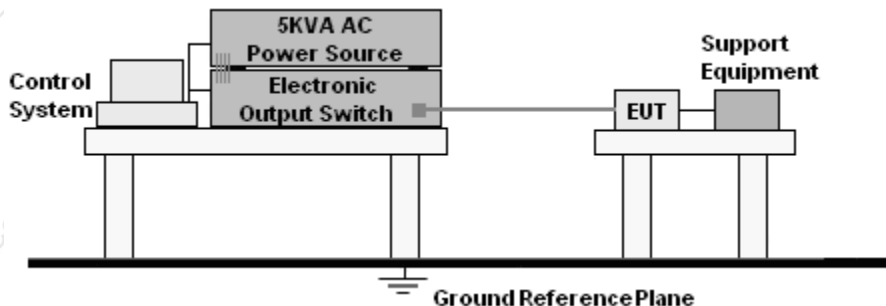 5KVA AC
Power Source
Control
System
Electronic
Output Switch
EUT
Support
Equipment
Ground Reference Plane